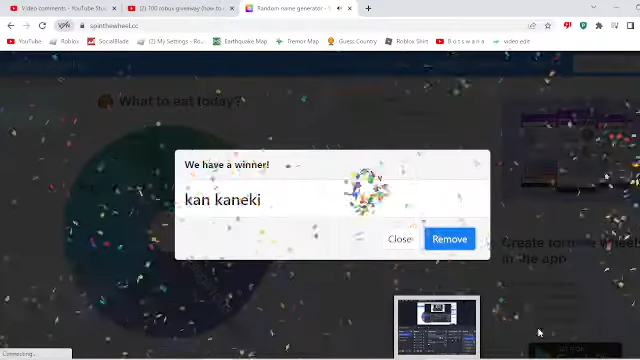 Video comments - YouTube Stu
(2) 100 robux giveaway (how to
Random name generator -
spinthewheel.cc
YouTube
Roblox
SocialBlade
(2) My Settings - Ro...
Earthquake Map
Tremor Map
Guess Country
Roblox Shirt
B o t s w a n a
video edit
What to eat today?
We have a winner!
kan kaneki
Close
Remove
Create
wheels
in the app
Connecting...